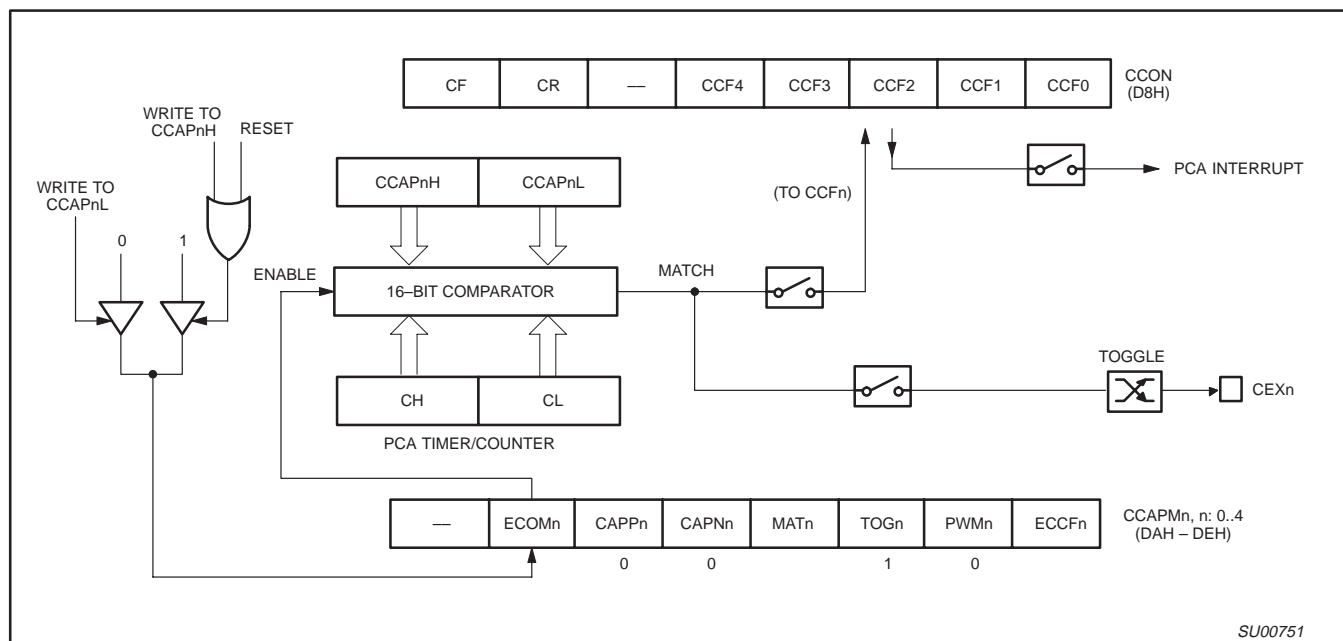 CF CR –– CCF4 CCF3 CCF2 CCF1 CCF0
CCON
(D8H)
WRITE TO
CCAPnH
RESET
WRITE TO
CCAPnL
0
1
CCAPnH CCAPnL
(TO CCFn)
PCA INTERRUPT
ENABLE
16–BIT COMPARATOR
MATCH
CH CL
PCA TIMER/COUNTER
TOGGLE
CEXn
–– ECOMn CAPPn CAPNn MATn TOGn PWMn ECCFn
CCAPMn, n: 0..4
(DAH – DEH)
0 0 1 0
SU00751